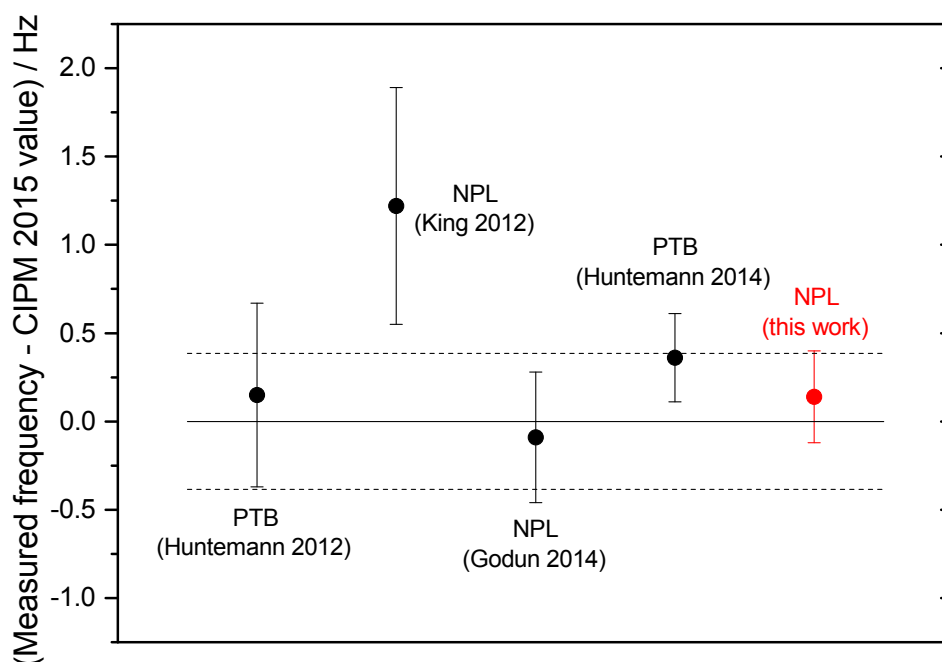 (Measured frequency - CIPM 2015 value) / Hz
2.0
1.5
1.0
0.5
0.0
-0.5
-1.0
NPL
(King 2012)
PTB
(Huntemann 2014)
NPL
(this work)
PTB
(Huntemann 2012)
NPL
(Godun 2014)